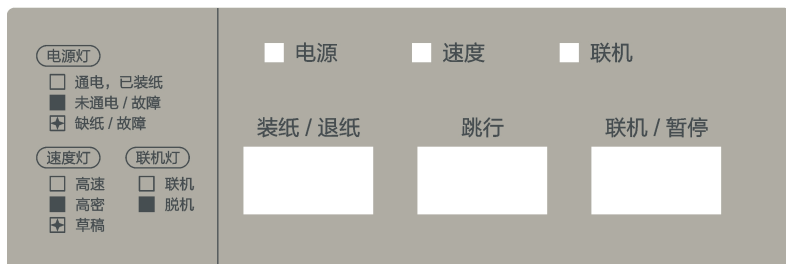 电源灯
通电，已装纸
未通电 / 故障
缺纸 / 故障
速度灯
高速
高密
草稿
联机灯
联机
脱机
电源
速度
联机
装纸 / 退纸
跳行
联机 / 暂停